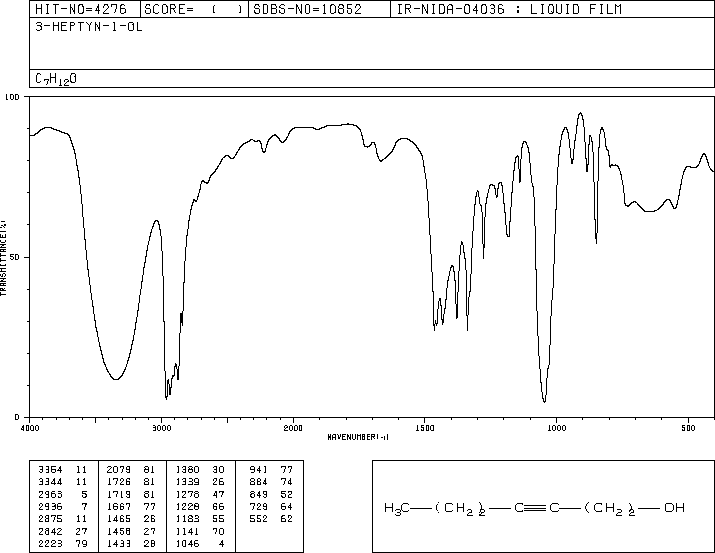 HIT-NO=4276 SCORE= ( ) SDBS-NO=10852 IR-NIDA-04036 : LIQUID FILM
3-HEPTYN-1-OL
C7H12O
100
50
0
TRANSMITTANCE(%)
4000 3000 2000 1500 1000 500
WAVENUMBER(-1)
3364 11 2079 81 1380 30 941 77
3344 11 1726 81 1339 26 884 74
2963 5 1719 81 1278 47 849 52
2936 7 1667 77 1228 66 729 64
2875 11 1465 26 1183 55 552 62
2842 27 1458 27 1141 70
2223 79 1433 28 1046 4
H3C—(CH2)2—C≡C—(CH2)2—OH